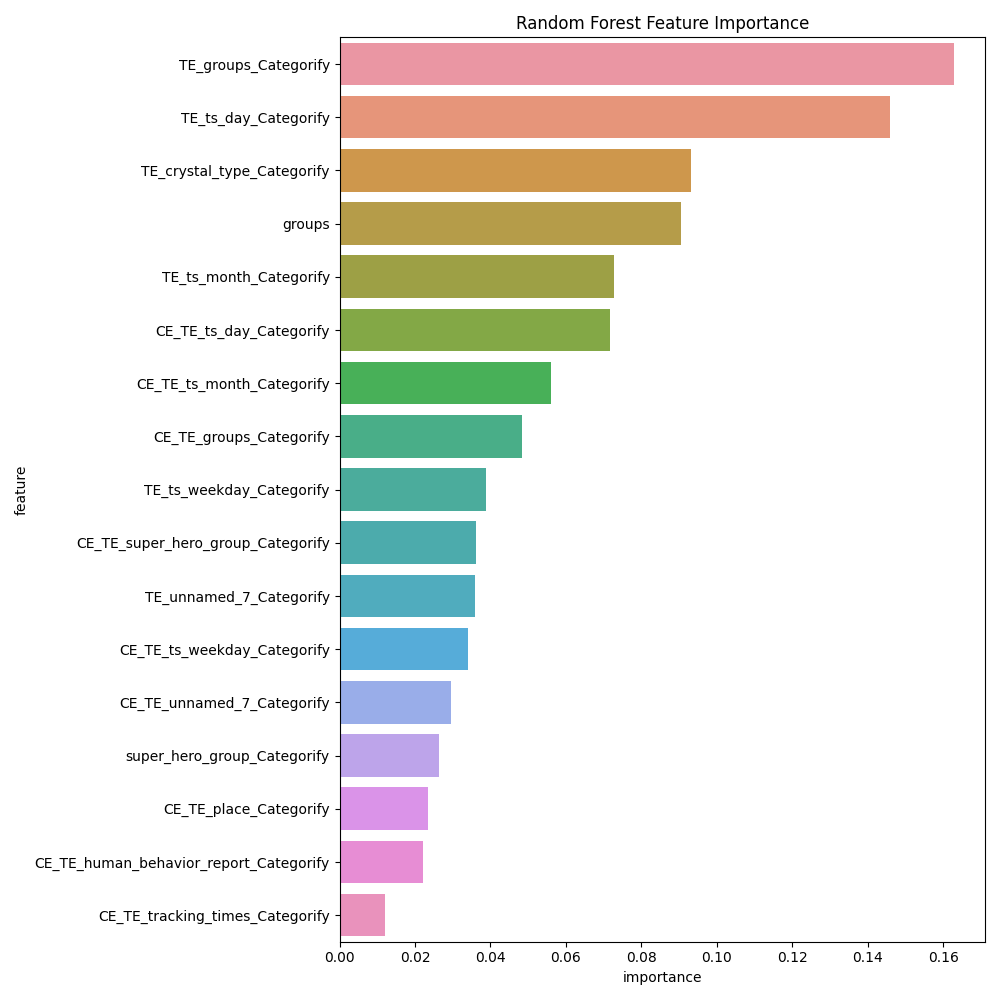 Random Forest Feature Importance
TE_groups_Categorify
TE_ts_day_Categorify
TE_crystal_type_Categorify
groups
TE_ts_month_Categorify
CE_TE_ts_day_Categorify
CE_TE_ts_month_Categorify
CE_TE_groups_Categorify
TE_ts_weekday_Categorify
CE_TE_super_hero_group_Categorify
TE_unnamed_7_Categorify
CE_TE_ts_weekday_Categorify
CE_TE_unnamed_7_Categorify
super_hero_group_Categorify
CE_TE_place_Categorify
CE_TE_human_behavior_report_Categorify
CE_TE_tracking_times_Categorify
feature
0.00 0.02 0.04 0.06 0.08 0.10 0.12 0.14 0.16
importance